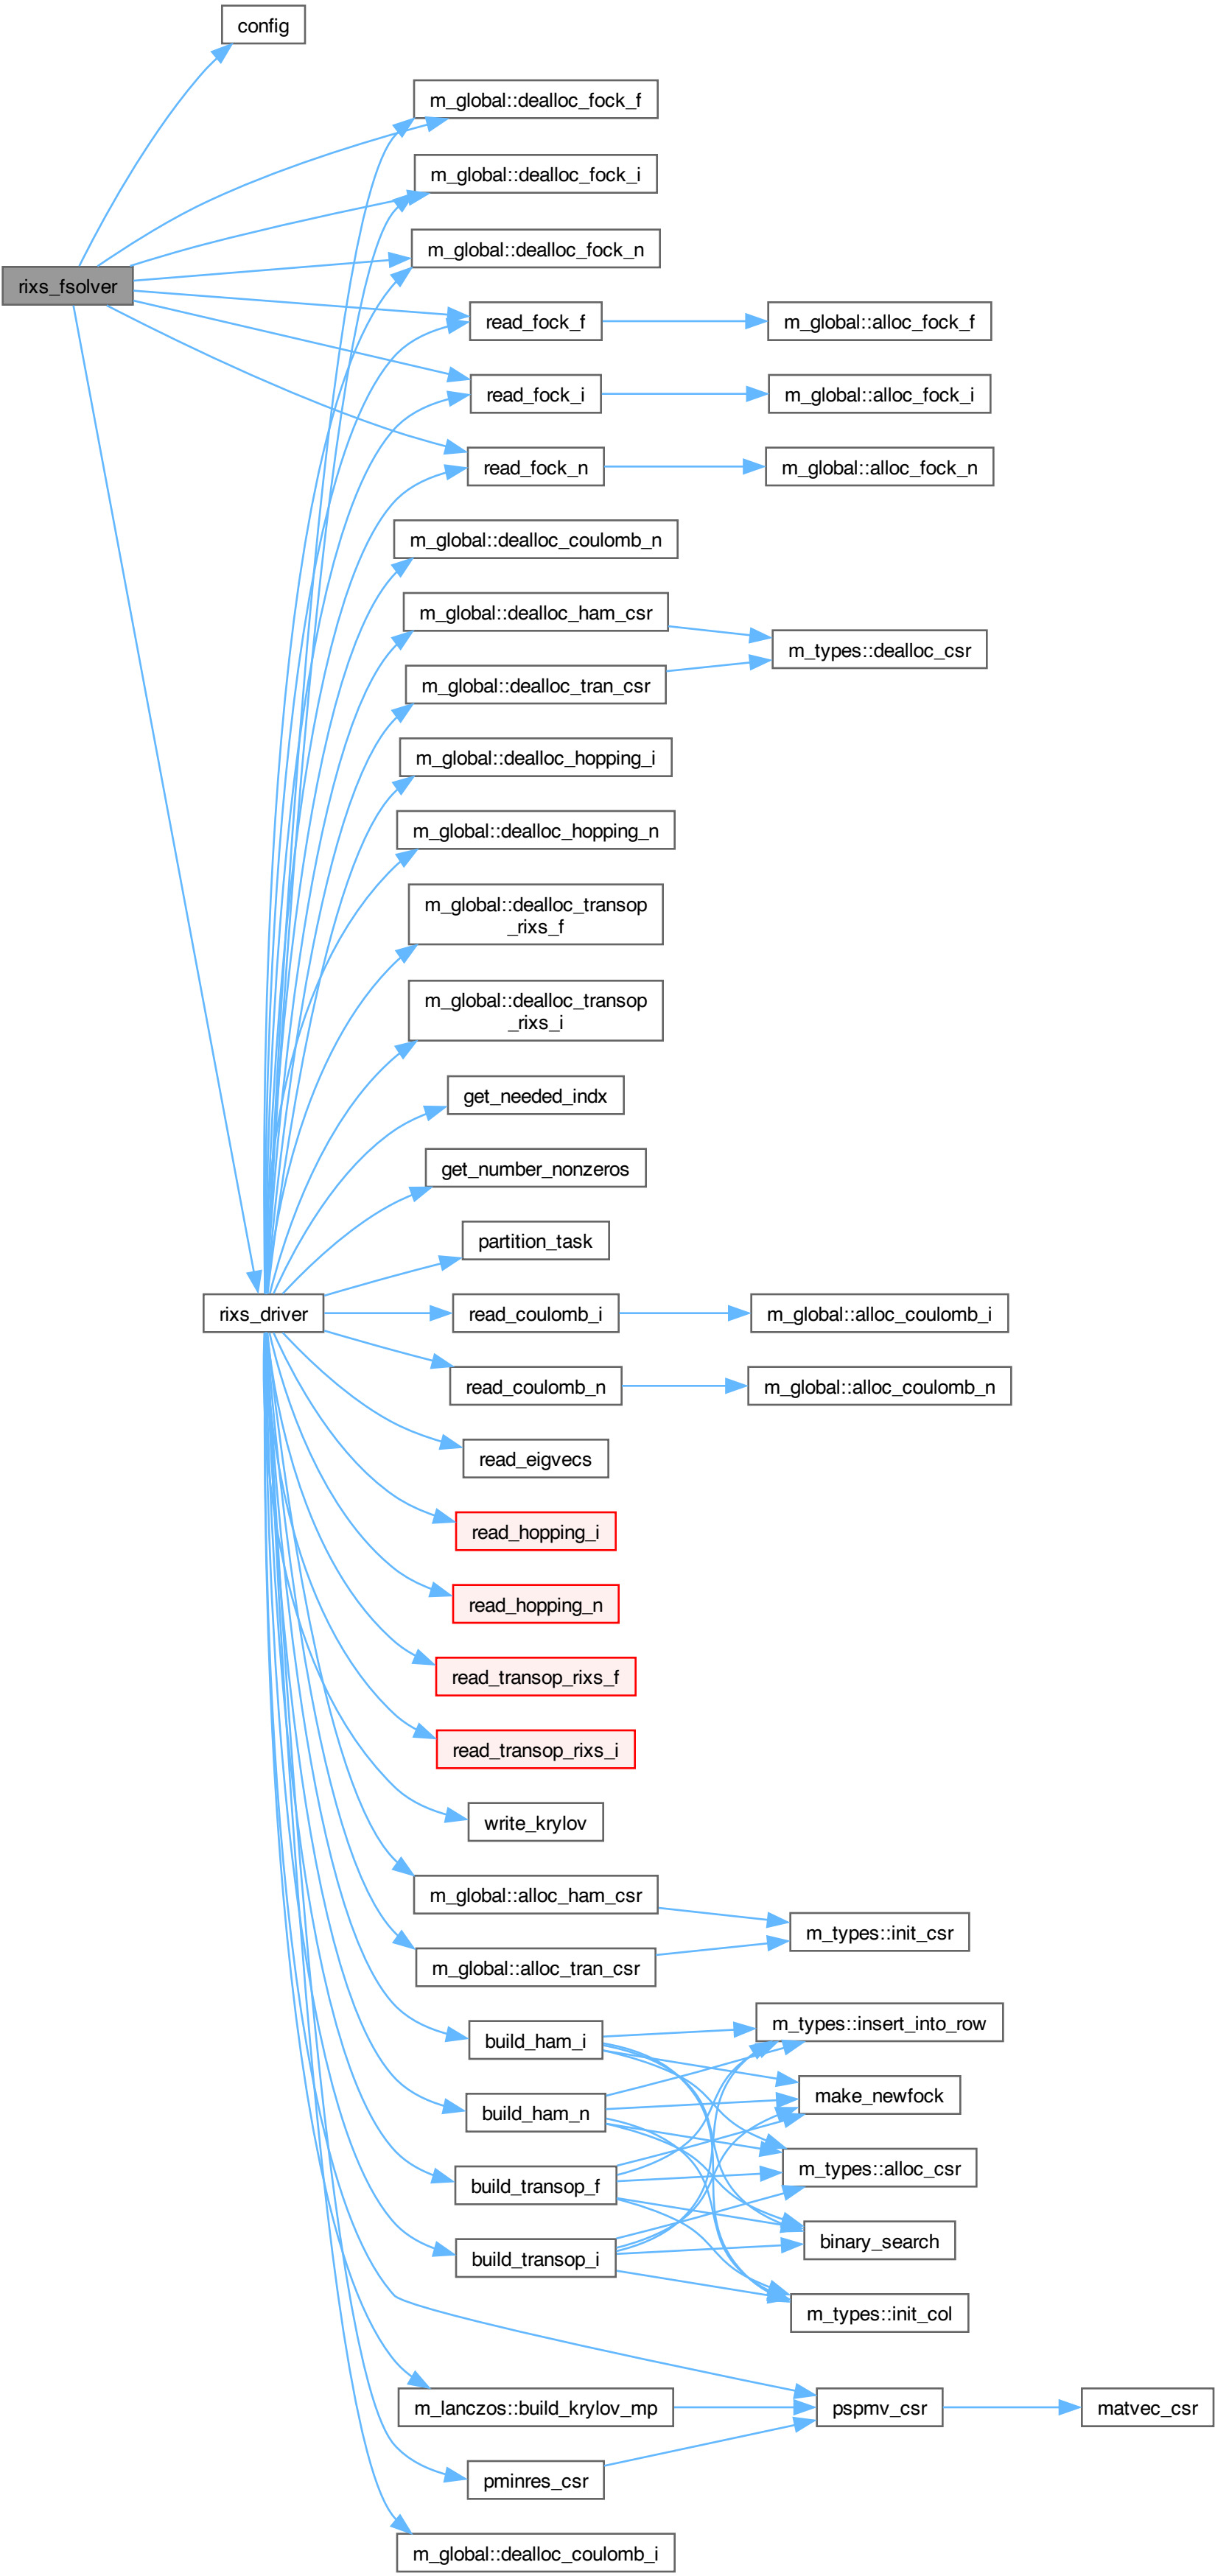 config
m_global::dealloc_fock_f
m_global::dealloc_fock_i
m_global::dealloc_fock_n
rixs_fsolver
read_fock_f
m_global::alloc_fock_f
read_fock_i
m_global::alloc_fock_i
read_fock_n
m_global::alloc_fock_n
m_global::dealloc_coulomb_n
m_global::dealloc_ham_csr
m_types::dealloc_csr
m_global::dealloc_tran_csr
m_global::dealloc_hopping_i
m_global::dealloc_hopping_n
m_global::dealloc_transop
_rixs_f
m_global::dealloc_transop
_rixs_i
get_needed_indx
get_number_nonzeros
partition_task
rixs_driver
read_coulomb_i
m_global::alloc_coulomb_i
read_coulomb_n
m_global::alloc_coulomb_n
read_eigvecs
read_hopping_i
read_hopping_n
read_transop_rixs_f
read_transop_rixs_i
write_krylov
m_global::alloc_ham_csr
m_types::init_csr
m_global::alloc_tran_csr
m_types::insert_into_row
build_ham_i
make_newfock
build_ham_n
m_types::alloc_csr
build_transop_f
binary_search
build_transop_i
m_types::init_col
m_lanczos::build_krylov_mp
pspmv_csr
matvec_csr
pminres_csr
m_global::dealloc_coulomb_i